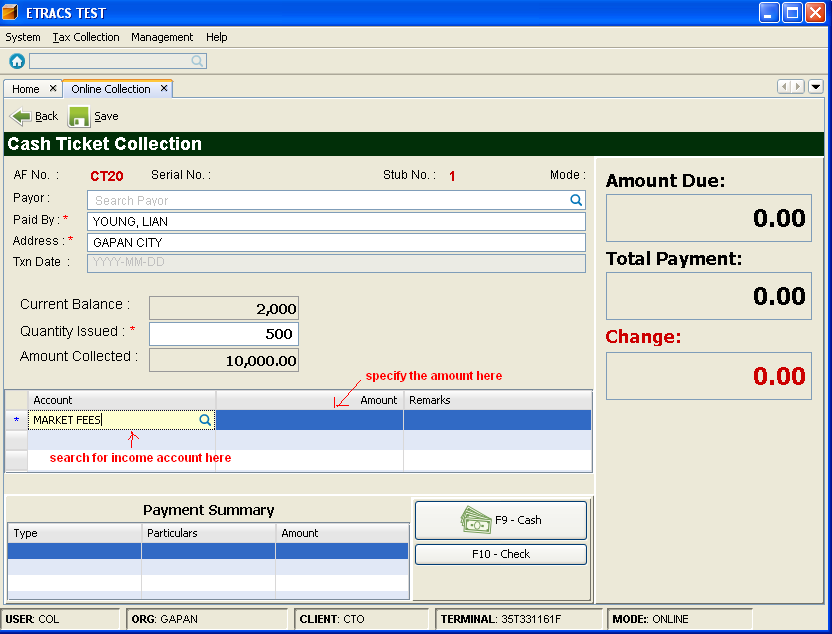 ETRACS TEST
System Tax Collection Management Help
Home Online Collection
Back Save
Cash Ticket Collection
AF No. : CT20 Serial No. : Stub No. : 1 Mode :
Payor : Search Payor
Paid By : * YOUNG, LIAN
Address : * GAPAN CITY
Txn Date : YYYY-MM-DD
Amount Due:
0.00
Total Payment:
0.00
Change:
0.00
Current Balance : 2,000
Quantity Issued : * 500
Amount Collected : 10,000.00
specify the amount here
Account Amount Remarks
* MARKET FEES
search for income account here
Payment Summary
Type Particulars Amount
F9 - Cash
F10 - Check
USER: COL ORG: GAPAN CLIENT: CTO TERMINAL: 35T331161F MODE: ONLINE